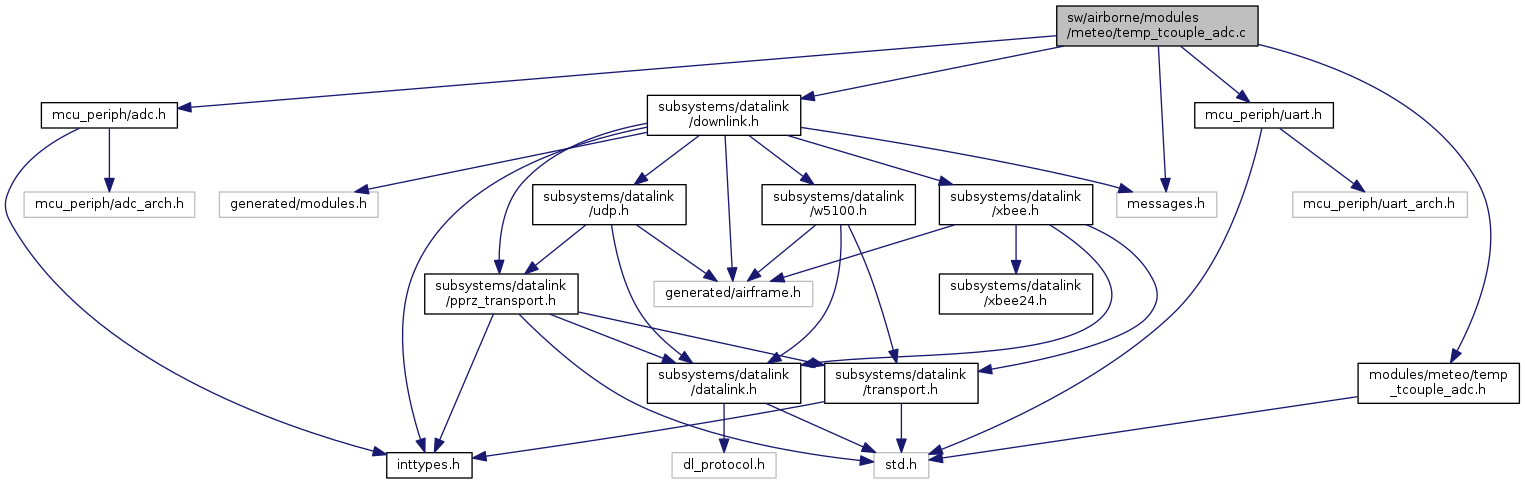 sw/airborne/modules
/meteo/temp_tcouple_adc.c
mcu_periph/adc.h
subsystems/datalink
/downlink.h
mcu_periph/uart.h
mcu_periph/adc_arch.h
generated/modules.h
subsystems/datalink
/udp.h
subsystems/datalink
/w5100.h
subsystems/datalink
/xbee.h
messages.h
mcu_periph/uart_arch.h
subsystems/datalink
/pprz_transport.h
generated/airframe.h
subsystems/datalink
/xbee24.h
subsystems/datalink
/datalink.h
subsystems/datalink
/transport.h
modules/meteo/temp
_tcouple_adc.h
inttypes.h
dl_protocol.h
std.h